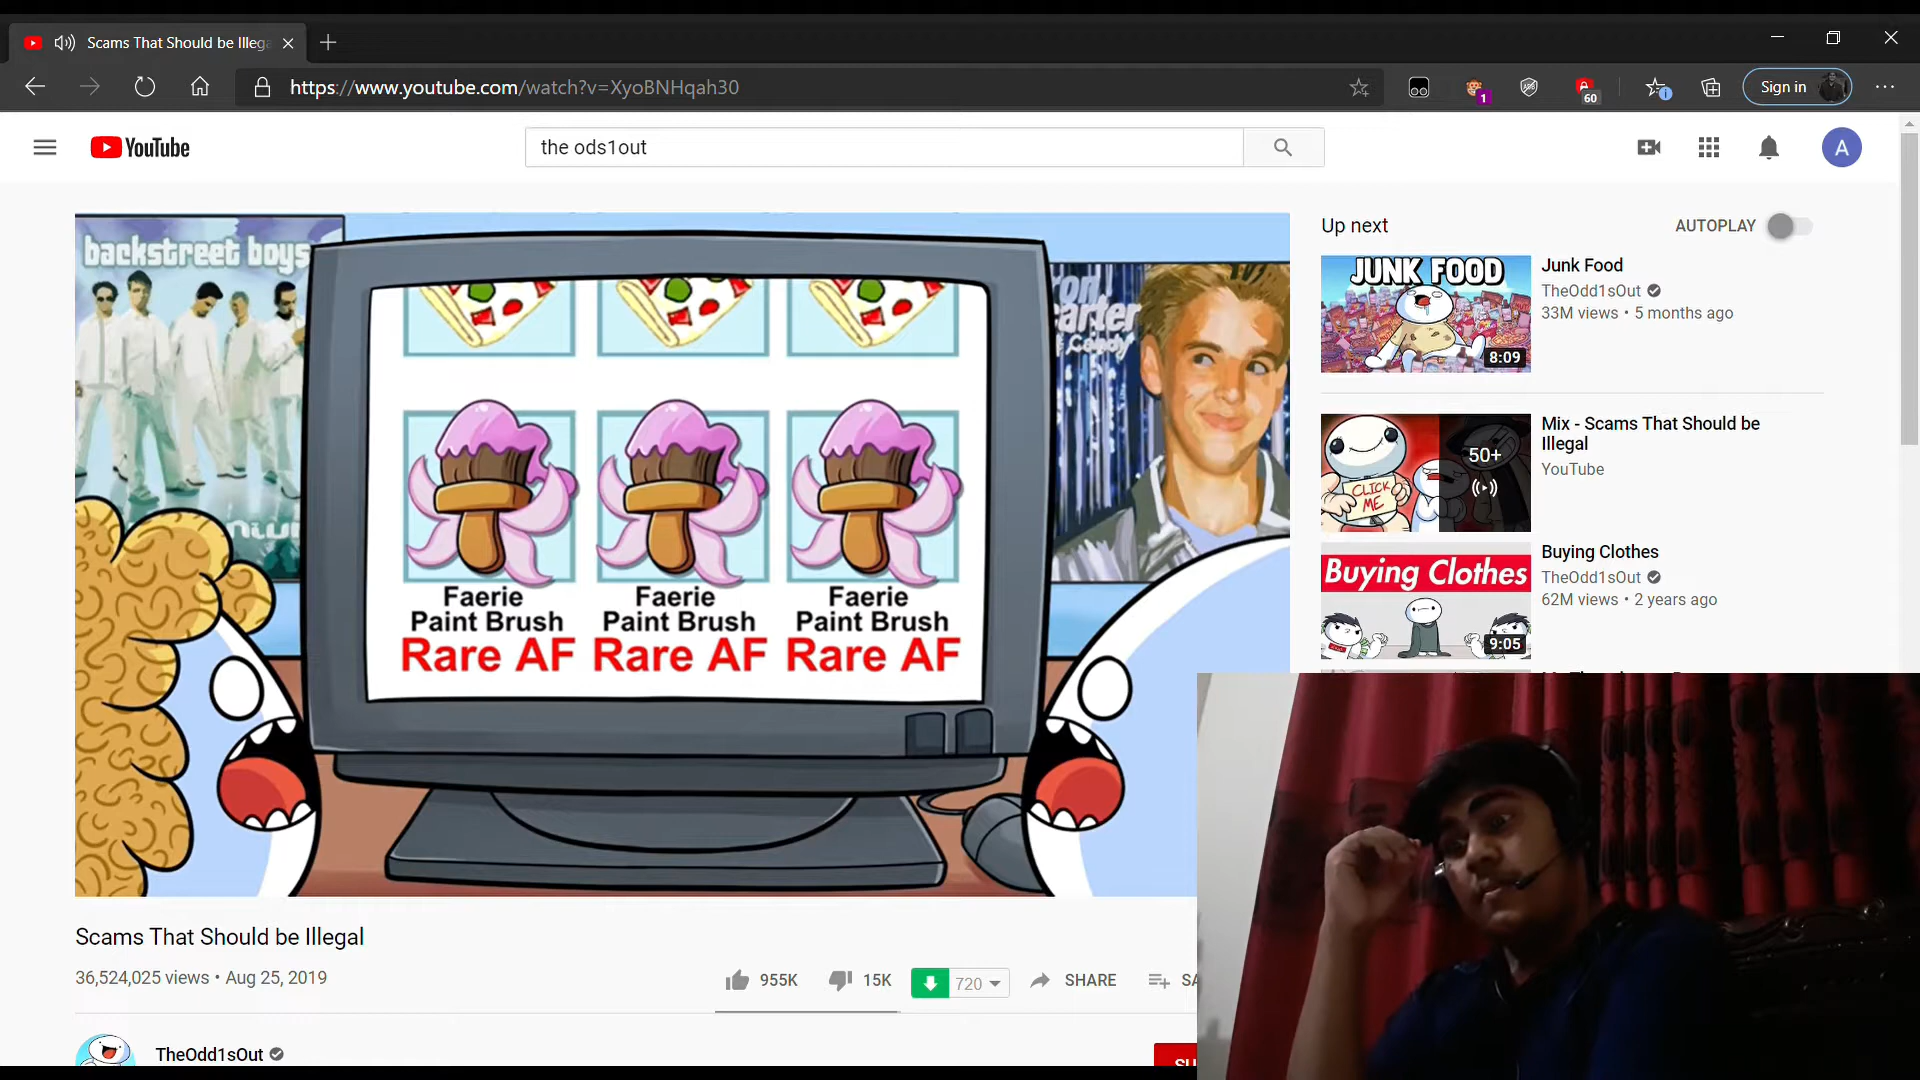 Scams That Should be Illega
https://www.youtube.com/watch?v=XyoBNHqah30
1
60
Sign in
YouTube
the ods1out
A
backstreet boys
Faerie Paint Brush Rare AF
Faerie Paint Brush Rare AF
Faerie Paint Brush Rare AF
Up next
AUTOPLAY
JUNK FOOD
8:09
Junk Food
TheOdd1sOut
33M views • 5 months ago
CLICK ME
50+
Mix - Scams That Should be
Illegal
YouTube
Buying Clothes
9:05
Buying Clothes
TheOdd1sOut
62M views • 2 years ago
Scams That Should be Illegal
36,524,025 views • Aug 25, 2019
955K
15K
720
SHARE
TheOdd1sOut